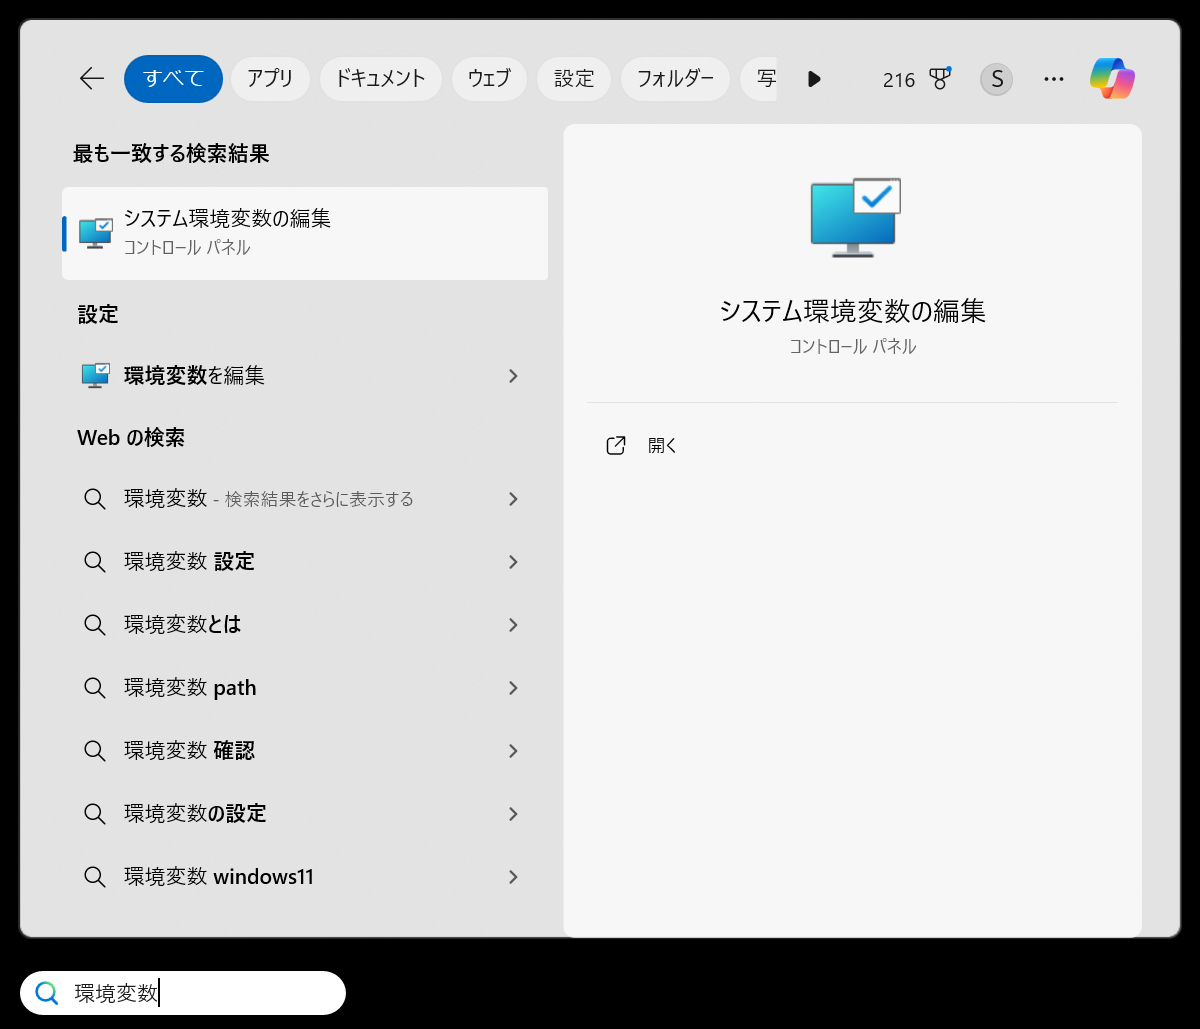 すべて アプリ ドキュメント ウェブ 設定 フォルダー 写 216 S
最も一致する検索結果
システム環境変数の編集
コントロール パネル
設定
環境変数を編集
Web の検索
環境変数 - 検索結果をさらに表示する
環境変数 設定
環境変数とは
環境変数 path
環境変数 確認
環境変数の設定
環境変数 windows11
システム環境変数の編集
コントロール パネル
開く
環境変数